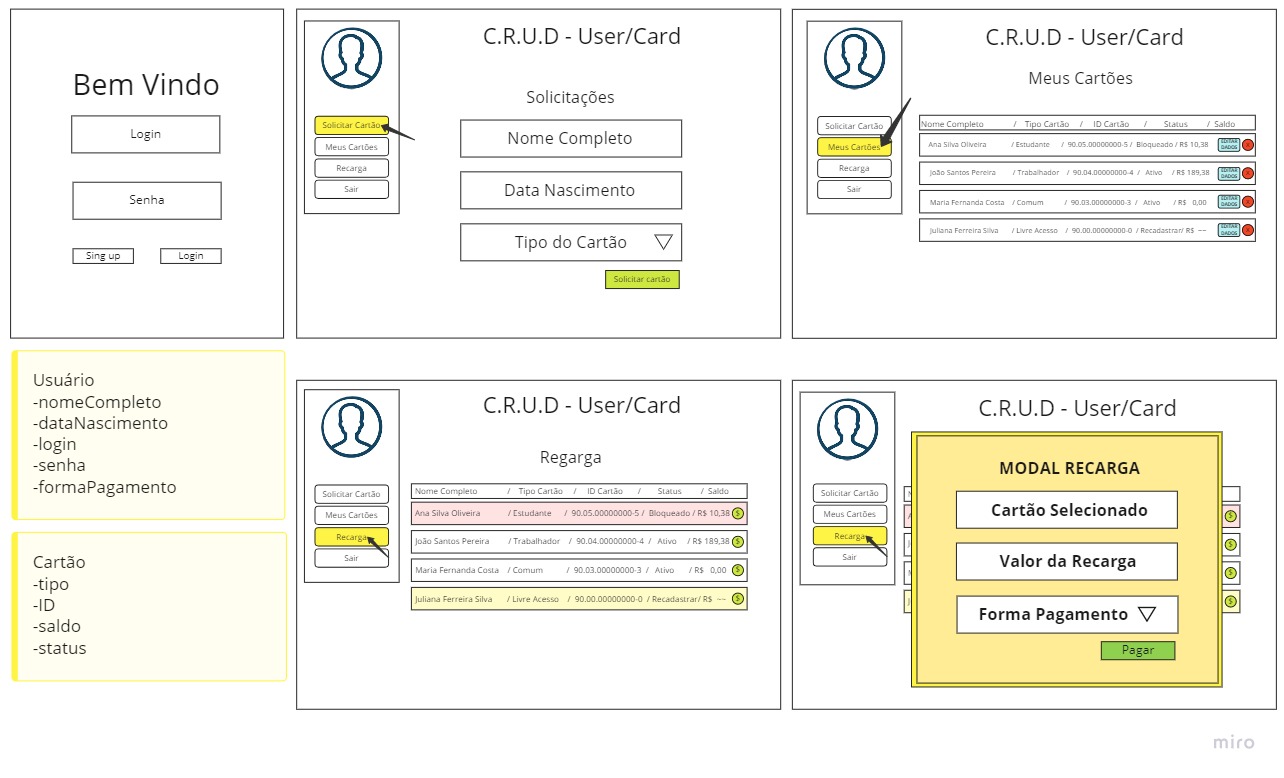 Bem Vindo
Login
Senha
Sing up
Login
C.R.U.D - User/Card
Solicitações
Solicitar Cartão
Meus Cartões
Recarga
Sair
Nome Completo
Data Nascimento
Tipo do Cartão
Solicitar cartão
C.R.U.D - User/Card
Meus Cartões
Solicitar Cartão
Meus Cartões
Recarga
Sair
Nome Completo / Tipo Cartão / ID Cartão / Status / Saldo
Ana Silva Oliveira / Estudante / 90.05.00000000-5 / Bloqueado / R$ 10,38 EDITAR DADOS X
João Santos Pereira / Trabalhador / 90.04.00000000-4 / Ativo / R$ 189,38 EDITAR DADOS X
Maria Fernanda Costa / Comum / 90.03.00000000-3 / Ativo / R$ 0,00 EDITAR DADOS X
Juliana Ferreira Silva / Livre Acesso / 90.00.00000000-0 / Recadastrar/ R$ -- EDITAR DADOS X
Usuário
-nomeCompleto
-dataNascimento
-login
-senha
-formaPagamento
Cartão
-tipo
-ID
-saldo
-status
C.R.U.D - User/Card
Regarga
Solicitar Cartão
Meus Cartões
Recarga
Sair
Nome Completo / Tipo Cartão / ID Cartão / Status / Saldo
Ana Silva Oliveira / Estudante / 90.05.00000000-5 / Bloqueado / R$ 10,38 $
João Santos Pereira / Trabalhador / 90.04.00000000-4 / Ativo / R$ 189,38 $
Maria Fernanda Costa / Comum / 90.03.00000000-3 / Ativo / R$ 0,00 $
Juliana Ferreira Silva / Livre Acesso / 90.00.00000000-0 / Recadastrar/ R$ -- $
C.R.U.D - User/Card
Solicitar Cartão
Meus Cartões
Recarga
Sair
MODAL RECARGA
Cartão Selecionado
Valor da Recarga
Forma Pagamento
Pagar
$
$
$
$
miro